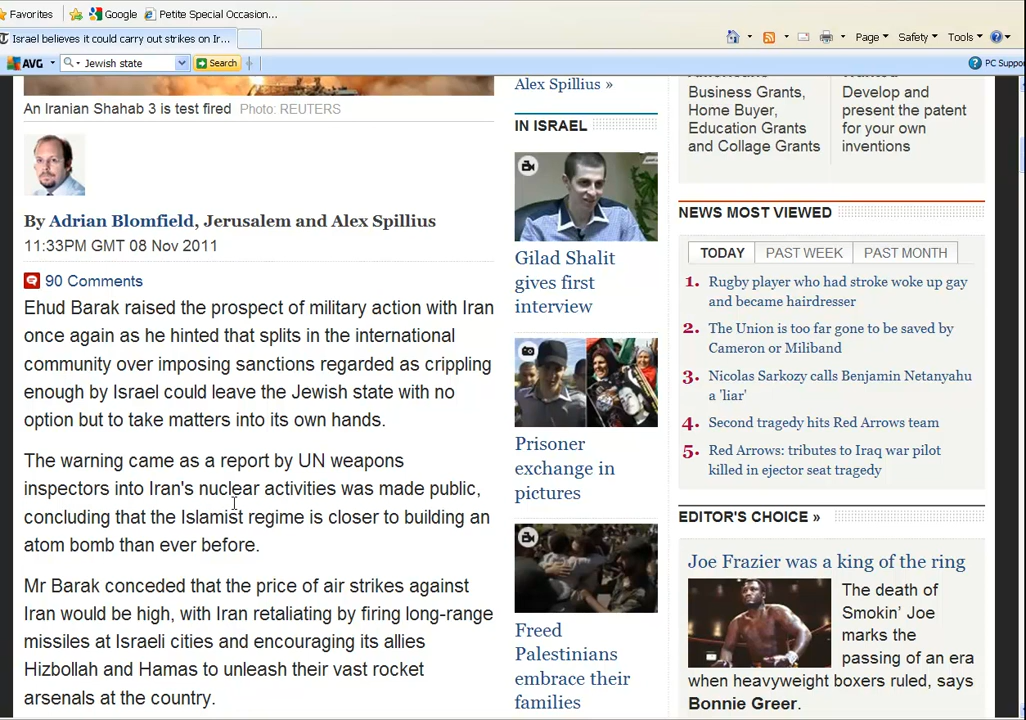 Favorites
Google
Petite Special Occasion...
Israel believes it could carry out strikes on Ir...
Page
Safety
Tools
AVG
Jewish state
Search
PC Suppo
An Iranian Shahab 3 is test fired Photo: REUTERS
By Adrian Blomfield, Jerusalem and Alex Spillius
11:33PM GMT 08 Nov 2011
90 Comments
Ehud Barak raised the prospect of military action with Iran
once again as he hinted that splits in the international
community over imposing sanctions regarded as crippling
enough by Israel could leave the Jewish state with no
option but to take matters into its own hands.
The warning came as a report by UN weapons
inspectors into Iran's nuclear activities was made public,
concluding that the Islamist regime is closer to building an
atom bomb than ever before.
Mr Barak conceded that the price of air strikes against
Iran would be high, with Iran retaliating by firing long-range
missiles at Israeli cities and encouraging its allies
Hizbollah and Hamas to unleash their vast rocket
arsenals at the country.
Alex Spillius »
IN ISRAEL
Gilad Shalit
gives first
interview
Prisoner
exchange in
pictures
Freed
Palestinians
embrace their
families
Business Grants,
Home Buyer,
Education Grants
and Collage Grants
Develop and
present the patent
for your own
inventions
NEWS MOST VIEWED
TODAY
PAST WEEK
PAST MONTH
1. Rugby player who had stroke woke up gay
and became hairdresser
2. The Union is too far gone to be saved by
Cameron or Miliband
3. Nicolas Sarkozy calls Benjamin Netanyahu
a 'liar'
4. Second tragedy hits Red Arrows team
5. Red Arrows: tributes to Iraq war pilot
killed in ejector seat tragedy
EDITOR'S CHOICE »
Joe Frazier was a king of the ring
The death of
Smokin' Joe
marks the
passing of an era
when heavyweight boxers ruled, says
Bonnie Greer.